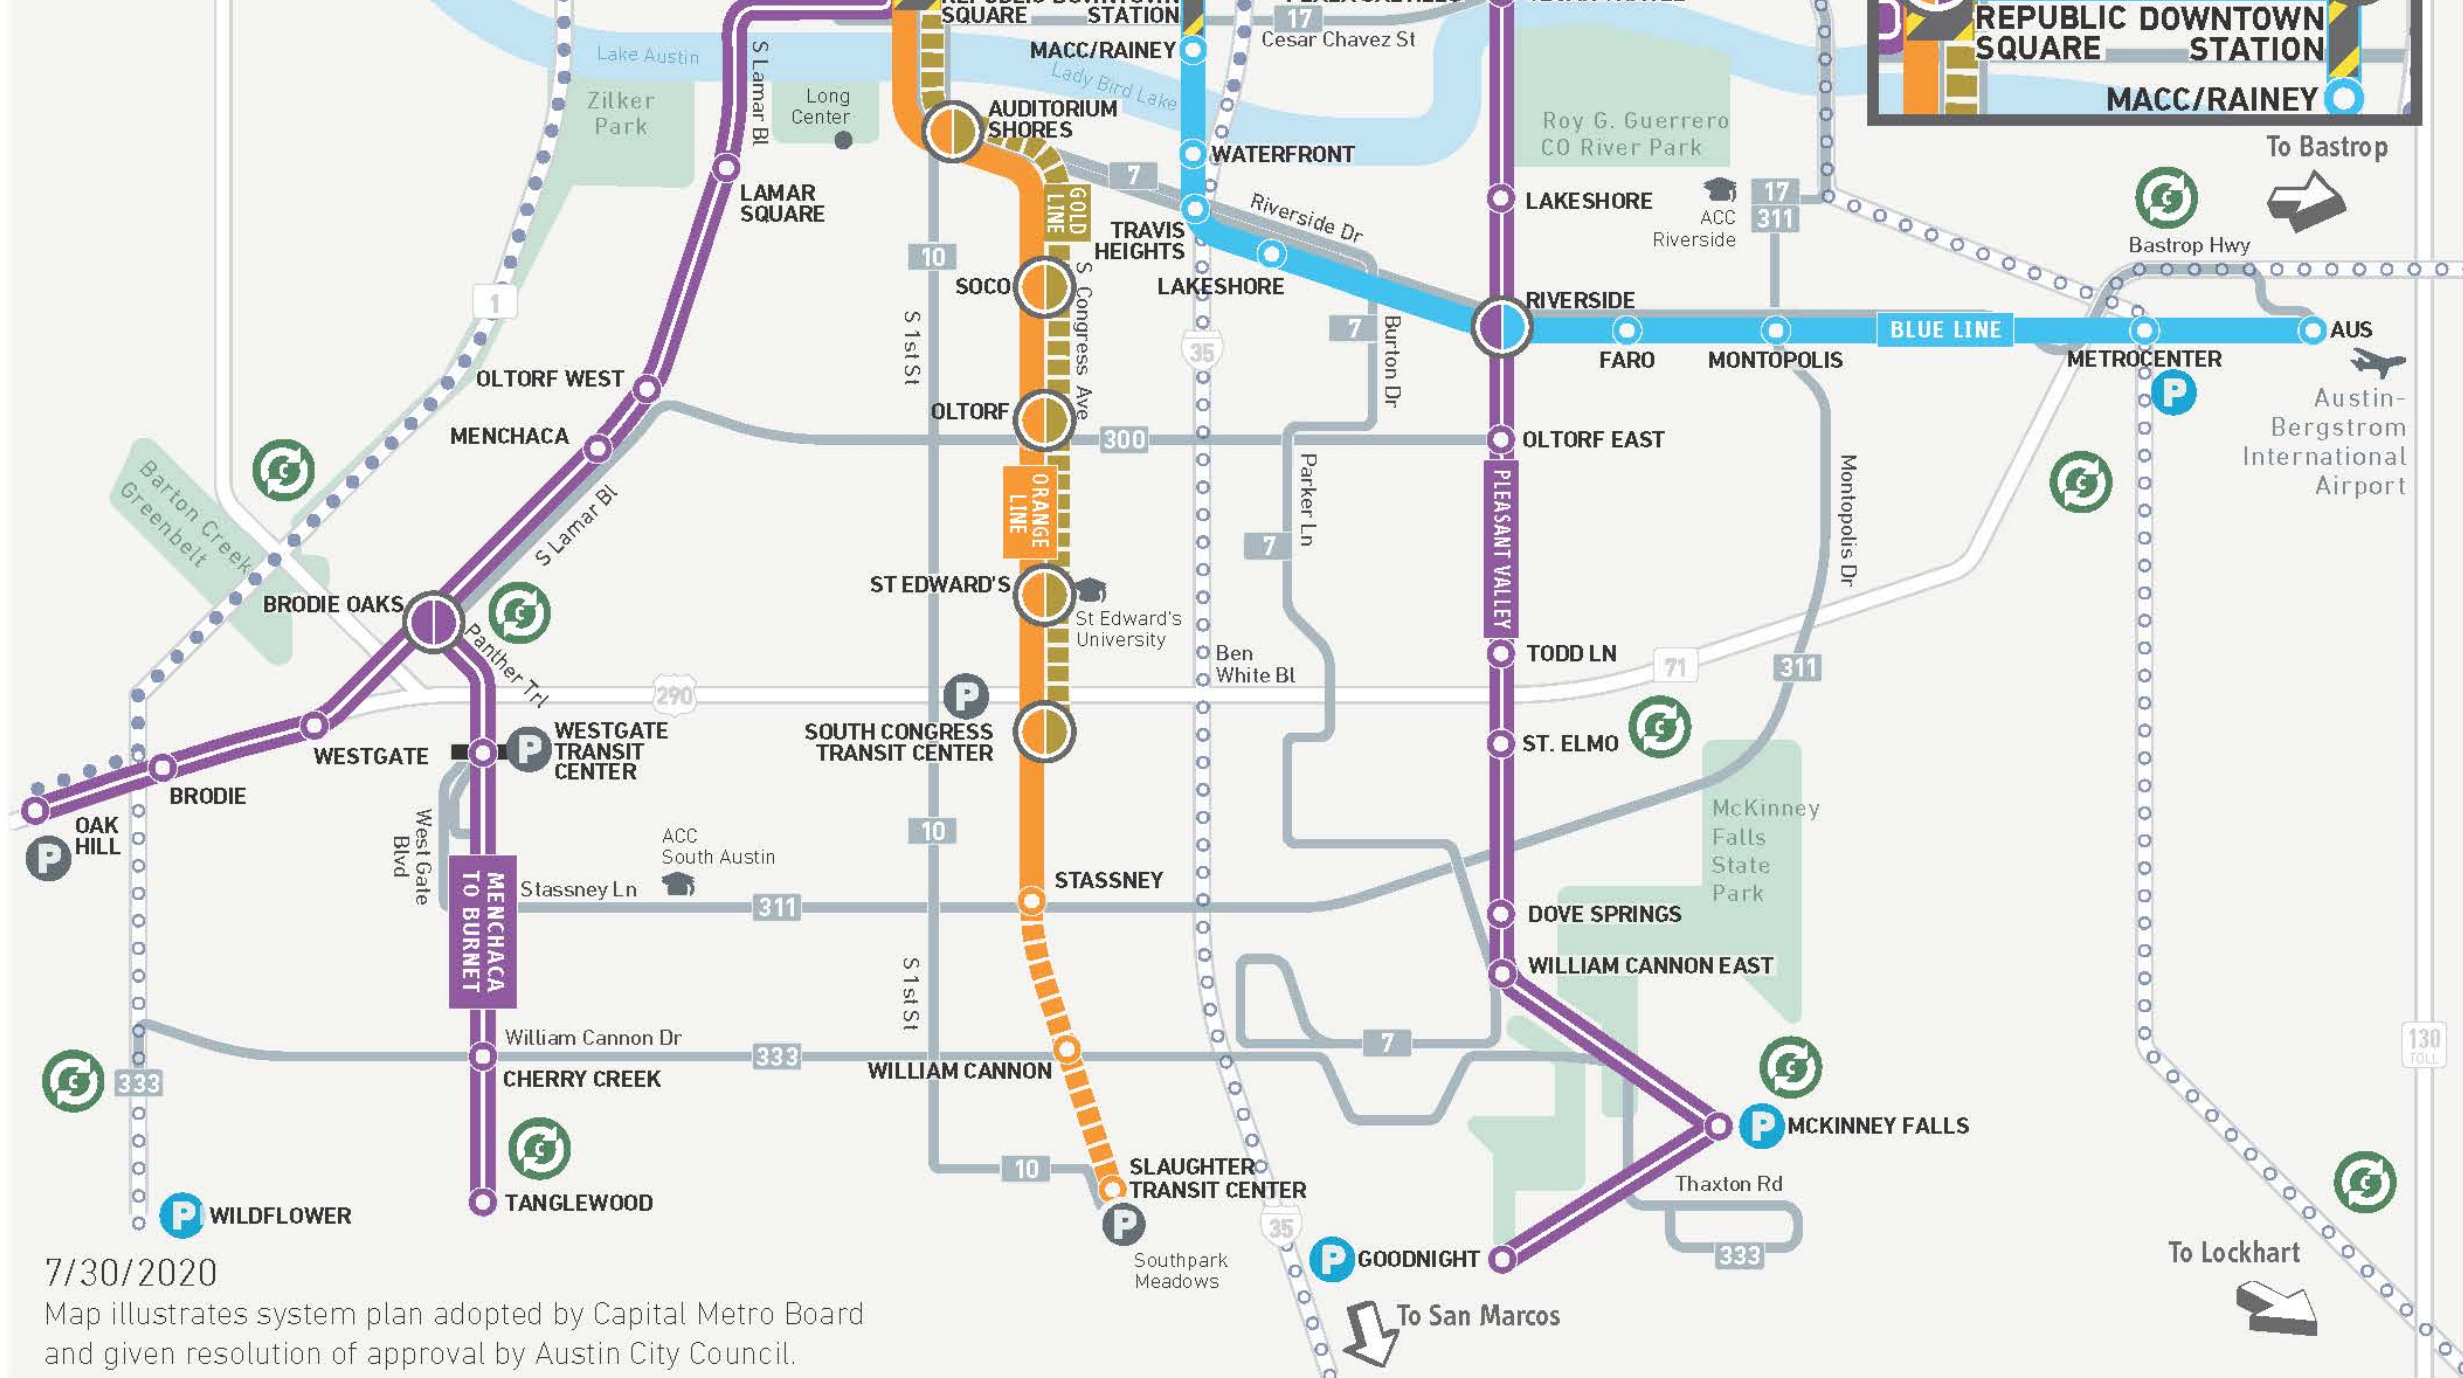 SQUARE
STATION
17
Cesar Chavez St
MACC/RAINEY
Lake Austin
Lady Bird Lake
S Lamar Bl
Zilker
Park
Long
Center
AUDITORIUM
SHORES
Roy G. Guerrero
CO River Park
REPUBLIC DOWNTOWN
SQUARE STATION
MACC/RAINEY
To Bastrop
WATERFRONT
7
LAMAR
SQUARE
GOLD
LINE
TRAVIS
HEIGHTS
Riverside Dr
LAKESHORE
LAKESHORE
ACC
Riverside
17
311
Bastrop Hwy
10
SOCO
S Congress Ave
S 1st St
1
35
7
Burton Dr
RIVERSIDE
FARO
MONTOPOLIS
BLUE LINE
METROCENTER
P
AUS
Austin-
Bergstrom
International
Airport
OLTORF WEST
MENCHACA
OLTORF
300
OLTORF EAST
Barton Creek
Greenbelt
S Lamar Bl
ORANGE
LINE
Parker Ln
7
PLEASANT VALLEY
Montopolis Dr
BRODIE OAKS
Panther Trl
ST EDWARD'S
St Edward's
University
Ben
White Bl
TODD LN
71
311
290
P
SOUTH CONGRESS
TRANSIT CENTER
WESTGATE
P
WESTGATE
TRANSIT
CENTER
ST. ELMO
BRODIE
OAK
HILL
P
West Gate
Blvd
ACC
South Austin
10
McKinney
Falls
State
Park
MENCHACA
TO BURNET
Stassney Ln
311
STASSNEY
DOVE SPRINGS
WILLIAM CANNON EAST
S 1st St
William Cannon Dr
333
333
CHERRY CREEK
WILLIAM CANNON
7
130
TOLL
P
MCKINNEY FALLS
10
SLAUGHTER
TRANSIT CENTER
P
Southpark
Meadows
Thaxton Rd
333
P WILDFLOWER
TANGLEWOOD
35
P GOODNIGHT
To Lockhart
To San Marcos
7/30/2020
Map illustrates system plan adopted by Capital Metro Board
and given resolution of approval by Austin City Council.